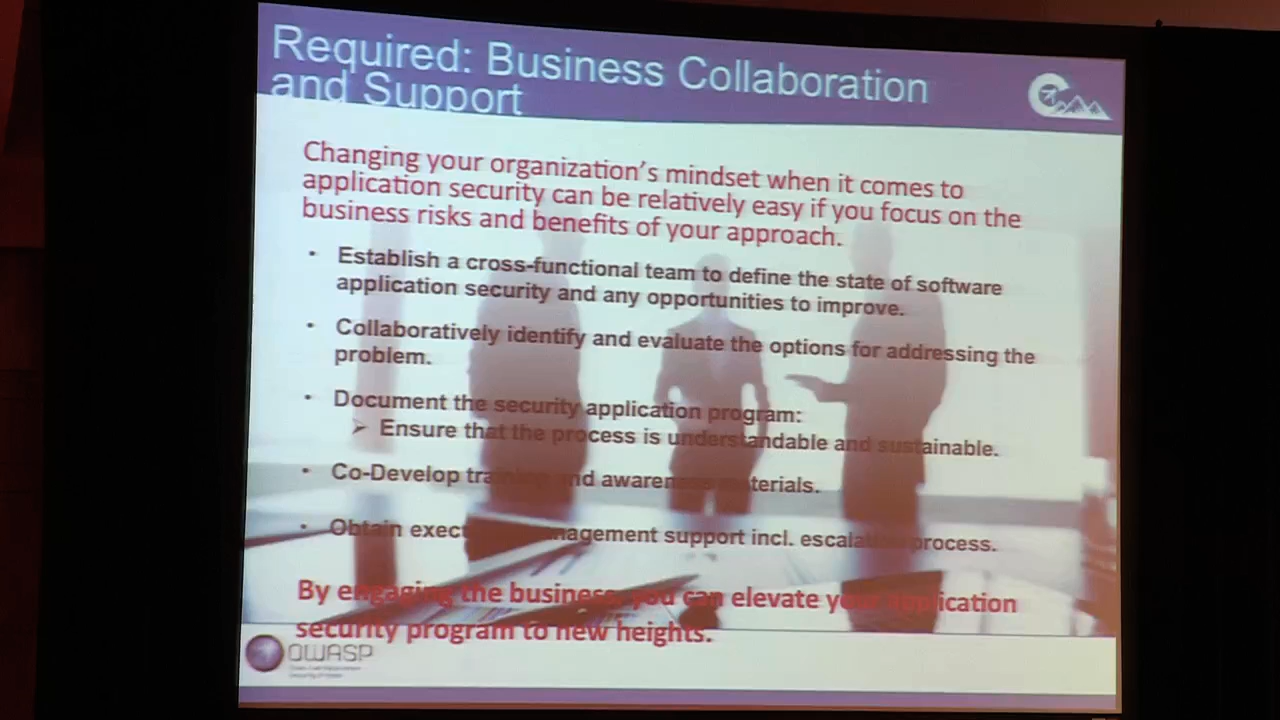 Required: Business Collaboration
and Support
Changing your organization's mindset when it comes to
application security can be relatively easy if you focus on the
business risks and benefits of your approach.
• Establish a cross-functional team to define the state of software
application security and any opportunities to improve.
• Collaboratively identify and evaluate the options for addressing the
problem.
• Document the security application program:
➢ Ensure that the process is understandable and sustainable.
• Co-Develop training and awareness materials.
• Obtain management support incl. escalation process.
By engaging the business, you can elevate your application
security program to new heights.
OWASP